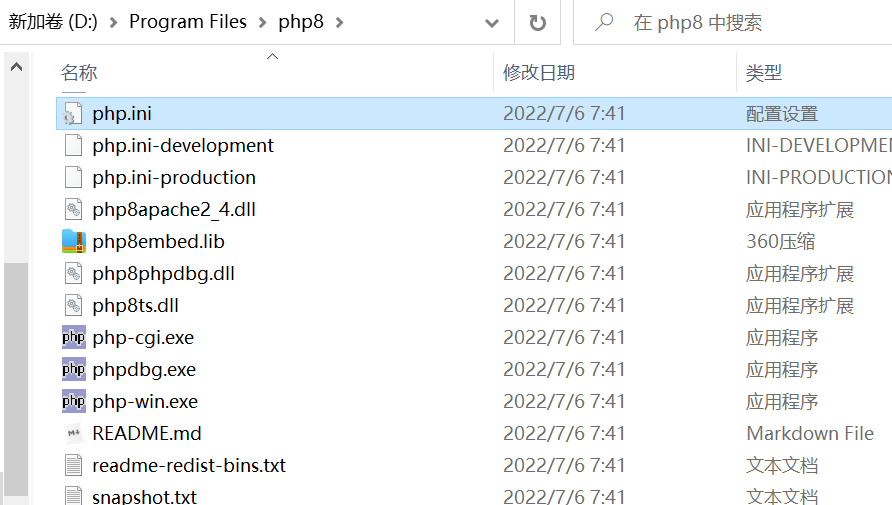 新加卷 (D:) > Program Files > php8 >
在 php8 中搜索
名称 修改日期 类型
php.ini 2022/7/6 7:41 配置设置
php.ini-development 2022/7/6 7:41 INI-DEVELOPMEN
php.ini-production 2022/7/6 7:41 INI-PRODUCTION
php8apache2_4.dll 2022/7/6 7:41 应用程序扩展
php8embed.lib 2022/7/6 7:41 360压缩
php8phpdbg.dll 2022/7/6 7:41 应用程序扩展
php8ts.dll 2022/7/6 7:41 应用程序扩展
php php-cgi.exe 2022/7/6 7:41 应用程序
php phpdbg.exe 2022/7/6 7:41 应用程序
php php-win.exe 2022/7/6 7:41 应用程序
README.md 2022/7/6 7:41 Markdown File
readme-redist-bins.txt 2022/7/6 7:41 文本文档
snapshot.txt 2022/7/6 7:41 文本文档